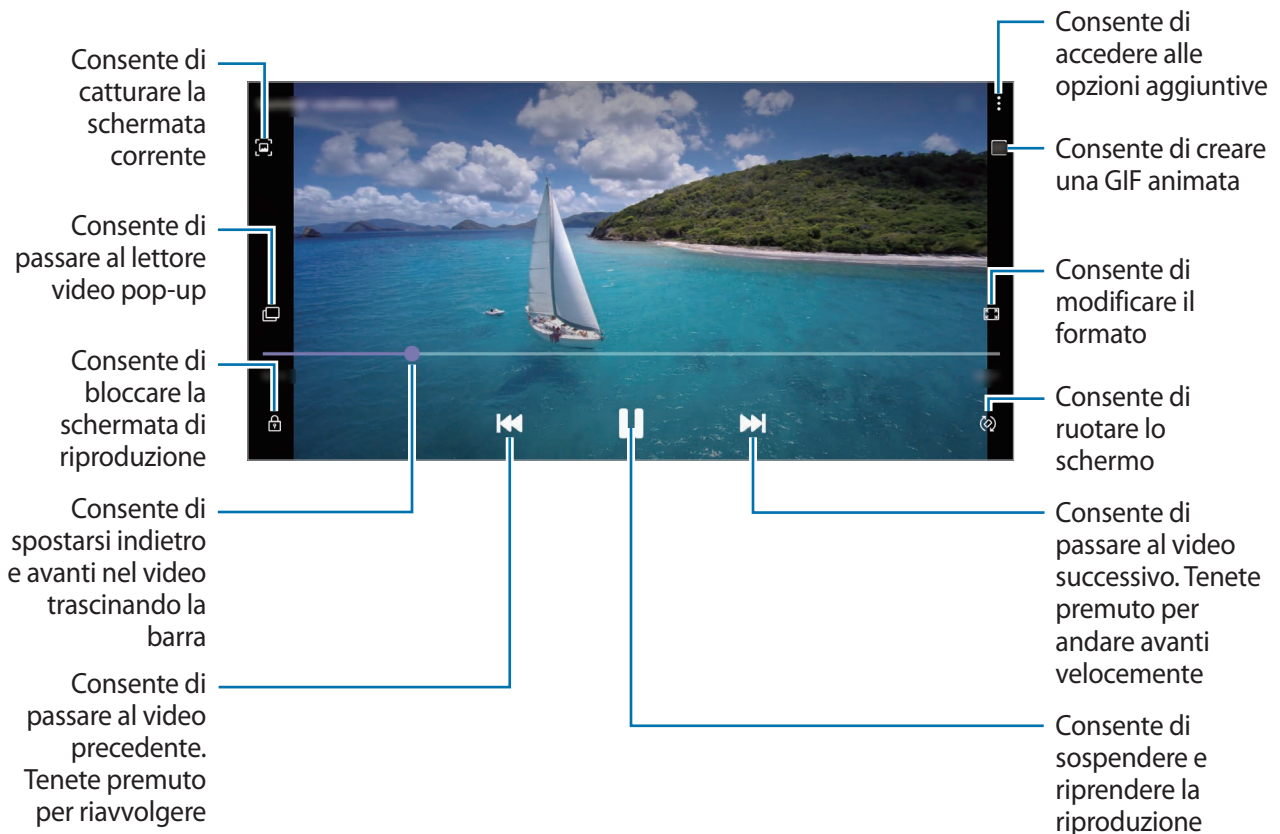 Consente di
catturare la
schermata
corrente
Consente di
passare al lettore
video pop-up
Consente di
bloccare la
schermata di
riproduzione
Consente di
spostarsi indietro
e avanti nel video
trascinando la
barra
Consente di
passare al video
precedente.
Tenete premuto
per riavvolgere
Consente di
accedere alle
opzioni aggiuntive
Consente di creare
una GIF animata
Consente di
modificare il
formato
Consente di
ruotare lo
schermo
Consente di
passare al video
successivo. Tenete
premuto per
andare avanti
velocemente
Consente di
sospendere e
riprendere la
riproduzione